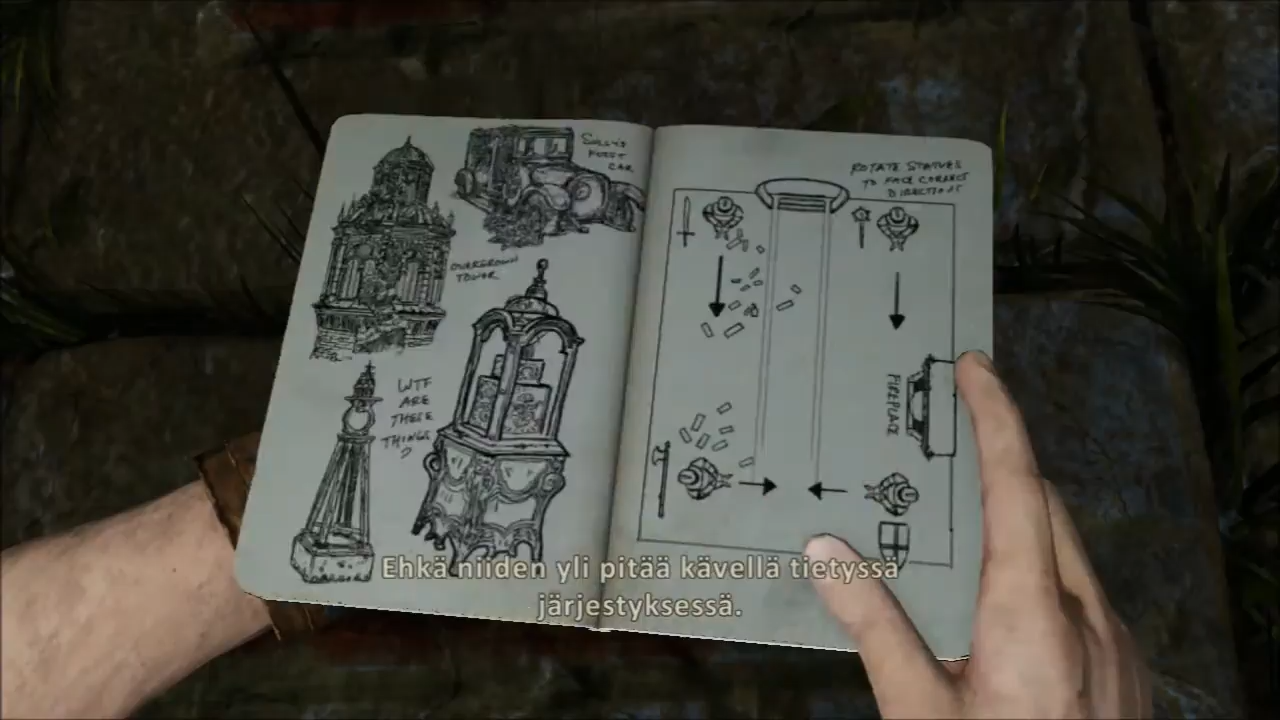 SULLY'S
FOREST
CAR
OVERGROWN
TOWER
WTF
ARE
THESE
THINGS
?
ROTATE STATUES
TO FACE CORRECT
DIRECTIONS
FIREPLACE
Ehkä niiden yli pitää kävellä tietyssä
järjestyksessä.